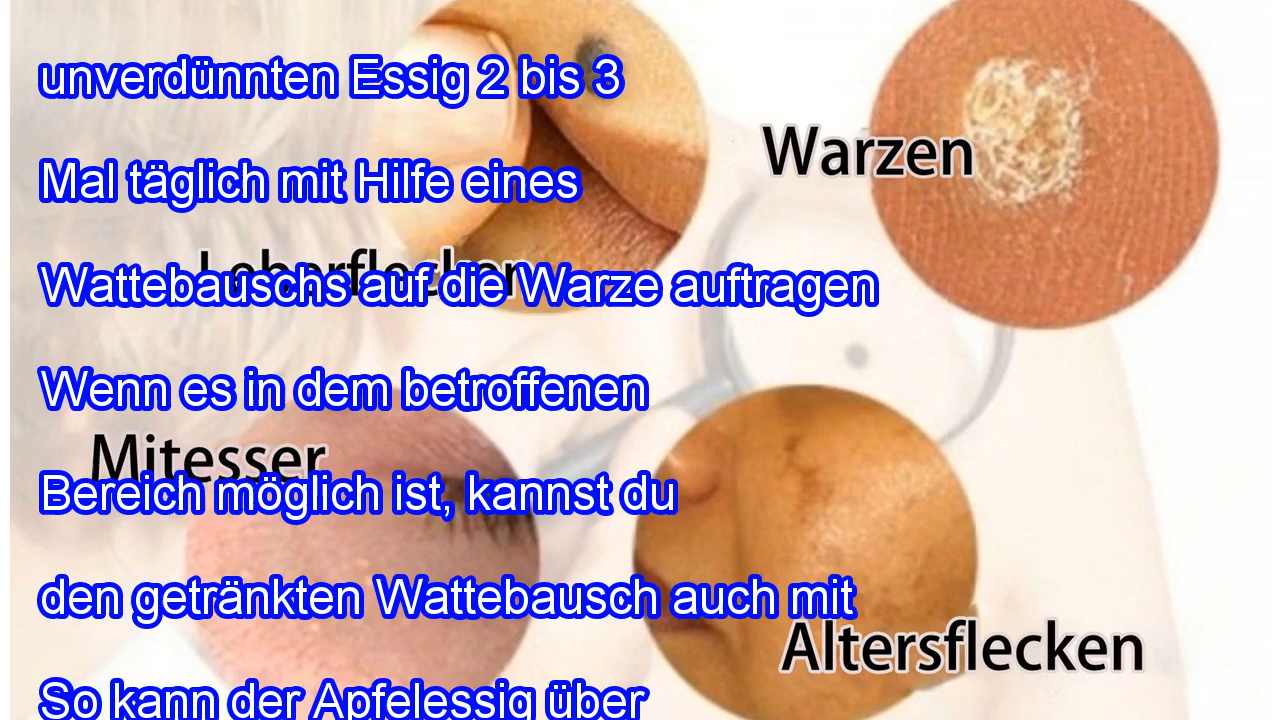 unverdünnten Essig 2 bis 3
Mal täglich mit Hilfe eines
Wattebauschs auf die Warze auftragen
Wenn es in dem betroffenen
Bereich möglich ist, kannst du
den getränkten Wattebausch auch mit
So kann der Apfelessig über
Warzen
Leberflecken
Mitesser
Altersflecken